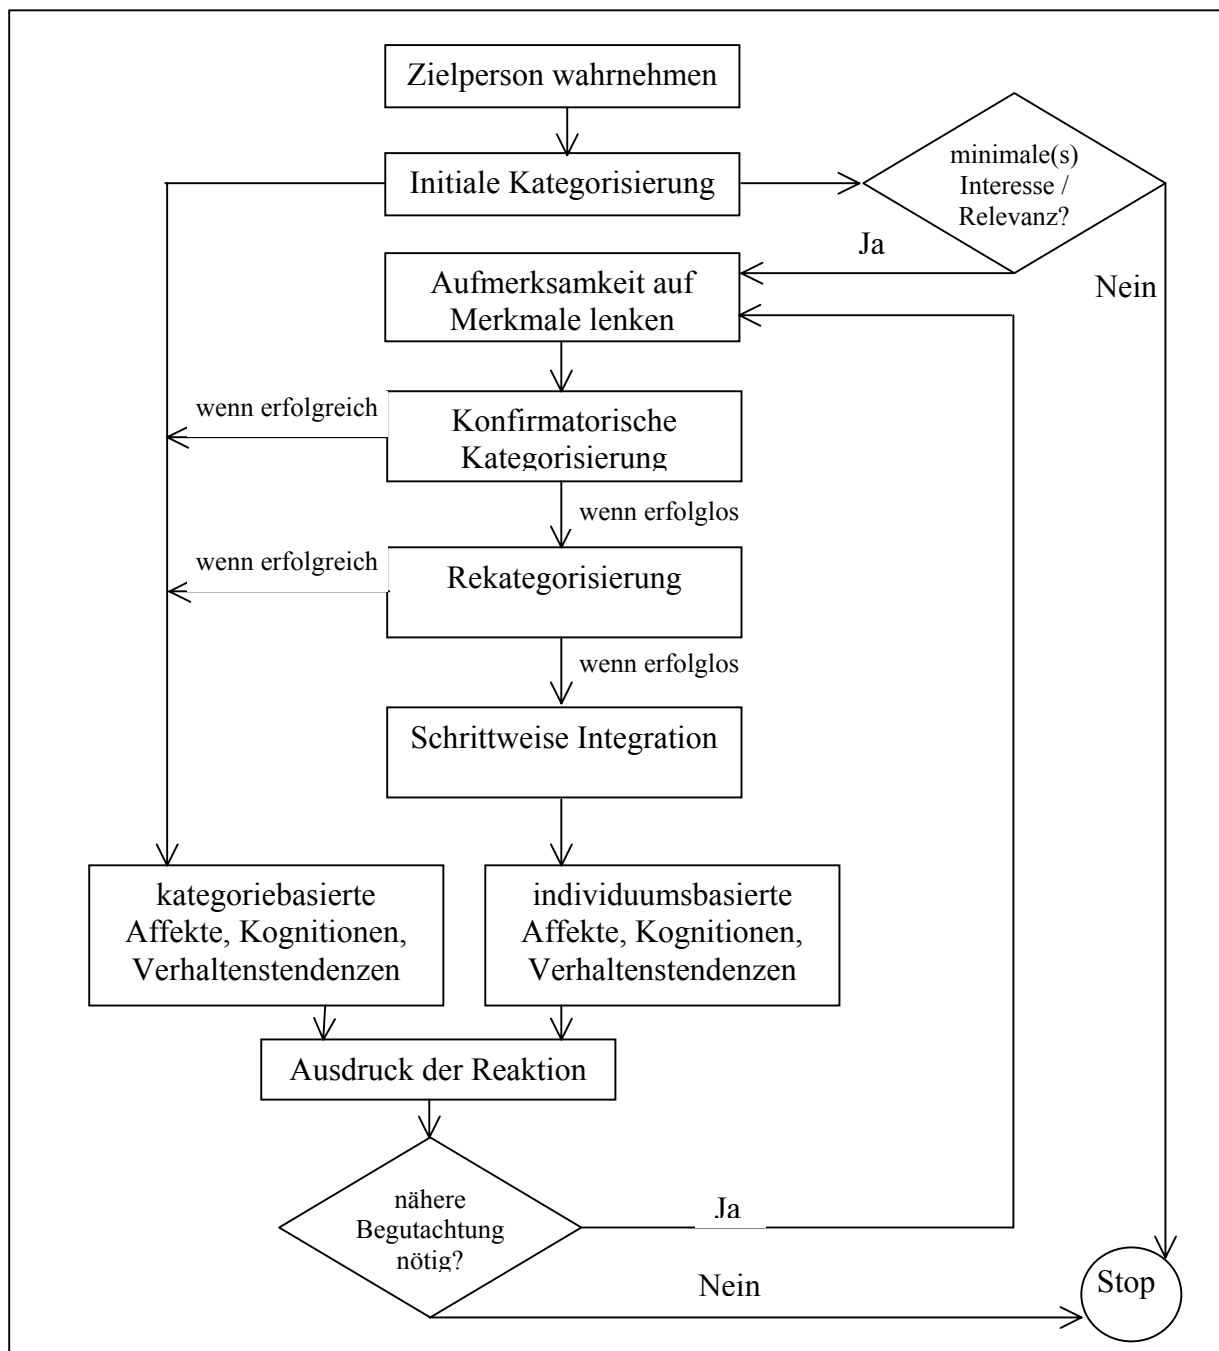 Zielperson wahrnehmen
Initiale Kategorisierung
minimale(s)
Interesse /
Relevanz?
Ja
Nein
Aufmerksamkeit auf
Merkmale lenken
wenn erfolgreich
Konfirmatorische
Kategorisierung
wenn erfolglos
wenn erfolgreich
Rekategorisierung
wenn erfolglos
Schrittweise Integration
kategoriebasierte
Affekte, Kognitionen,
Verhaltenstendenzen
individuumsbasierte
Affekte, Kognitionen,
Verhaltenstendenzen
Ausdruck der Reaktion
nähere
Begutachtung
nötig?
Ja
Nein
Stop